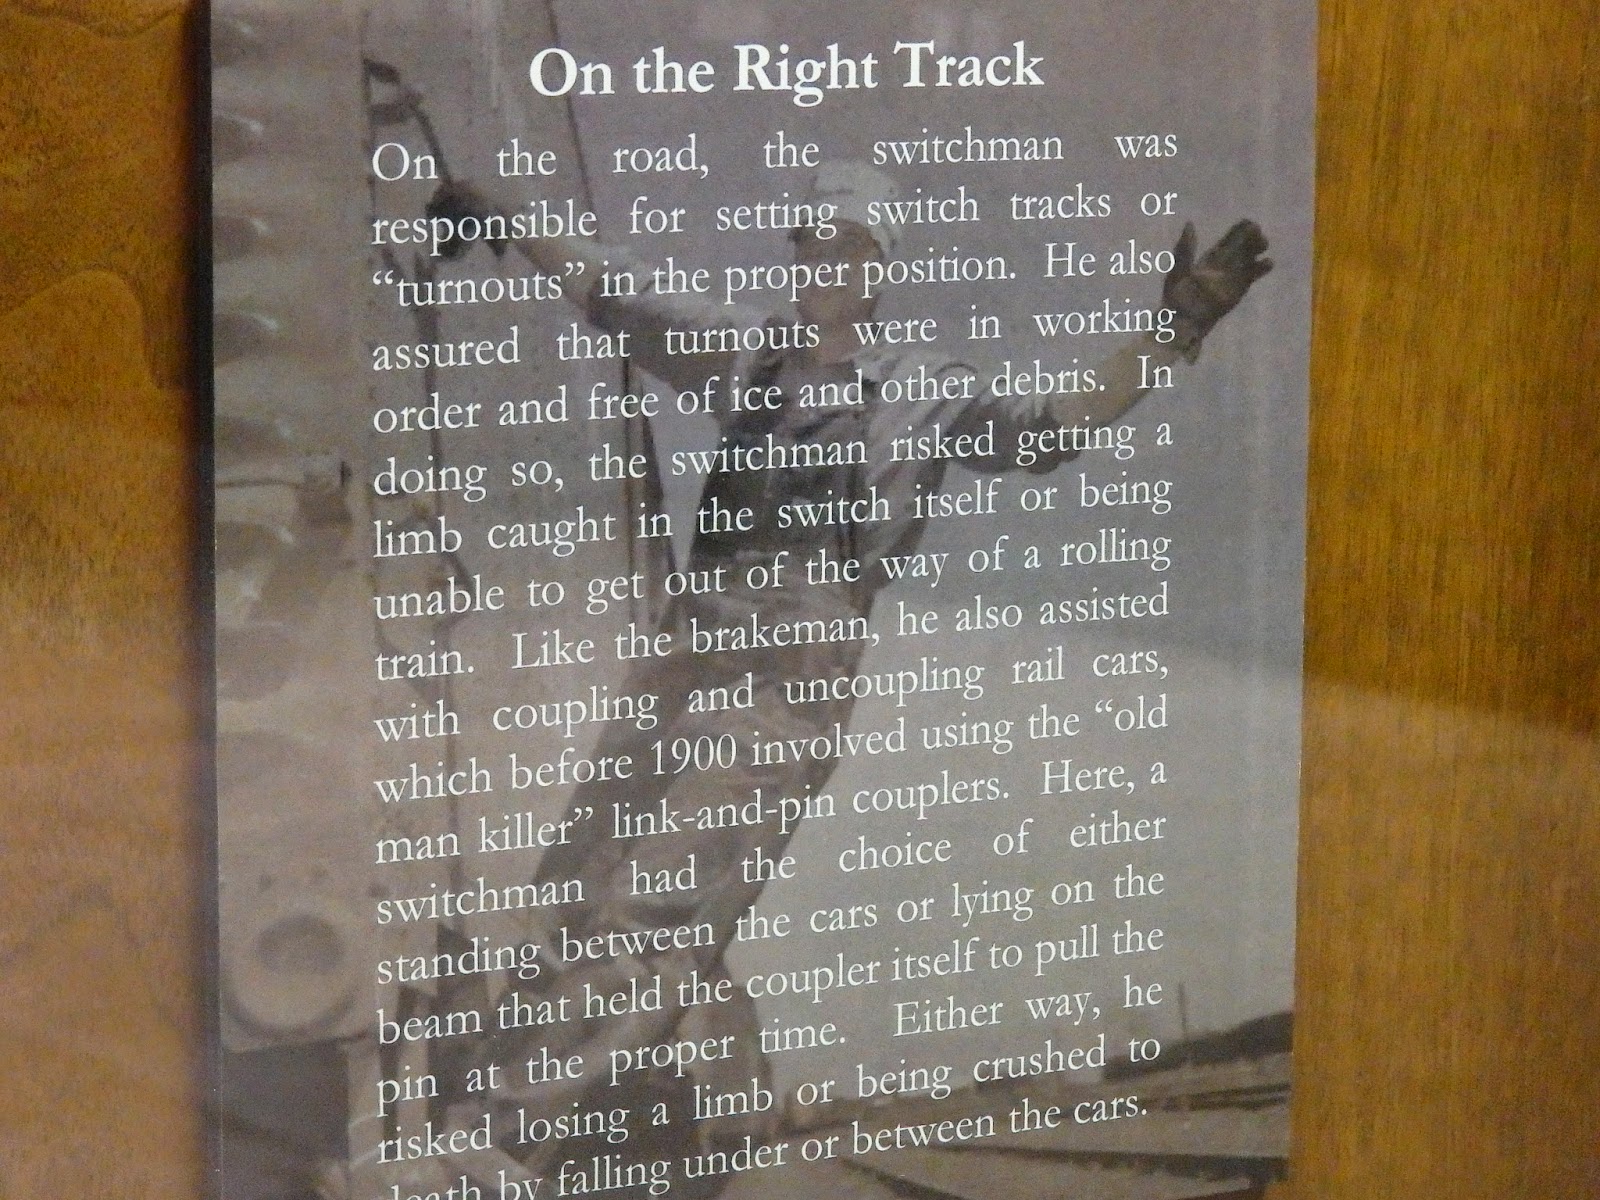 On the Right Track
On the road, the switchman was
responsible for setting switch tracks or
“turnouts” in the proper position. He also
assured that turnouts were in working
order and free of ice and other debris. In
doing so, the switchman risked getting a
limb caught in the switch itself or being
unable to get out of the way of a rolling
train. Like the brakeman, he also assisted
with coupling and uncoupling rail cars,
which before 1900 involved using the “old
man killer” link-and-pin couplers. Here, a
switchman had the choice of either
standing between the cars or lying on the
beam that held the coupler itself to pull the
pin at the proper time. Either way, he
risked losing a limb or being crushed to
death by falling under or between the cars.